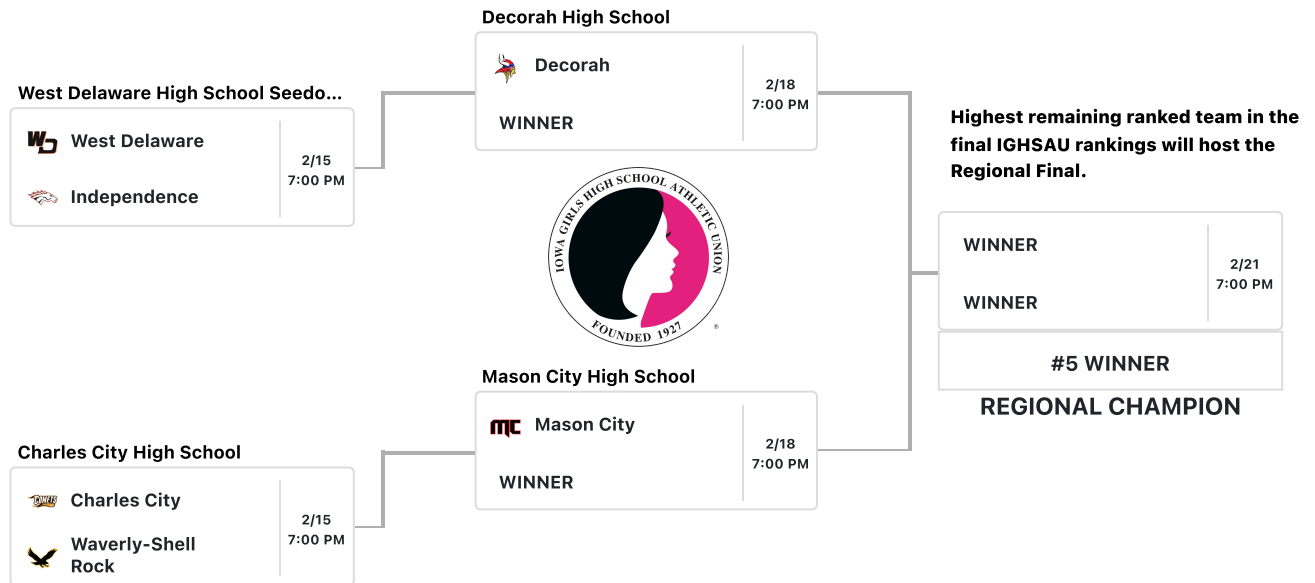 Decorah High School
Decorah
WINNER
2/18
7:00 PM
West Delaware High School Seedo...
West Delaware
Independence
2/15
7:00 PM
Highest remaining ranked team in the
final IGHSAU rankings will host the
Regional Final.
IOWA GIRLS HIGH SCHOOL ATHLETIC UNION
FOUNDED 1927
®
WINNER
WINNER
2/21
7:00 PM
#5 WINNER
REGIONAL CHAMPION
Mason City High School
MC
Mason City
WINNER
2/18
7:00 PM
Charles City High School
COMETS
Charles City
Waverly-Shell
Rock
2/15
7:00 PM
WD